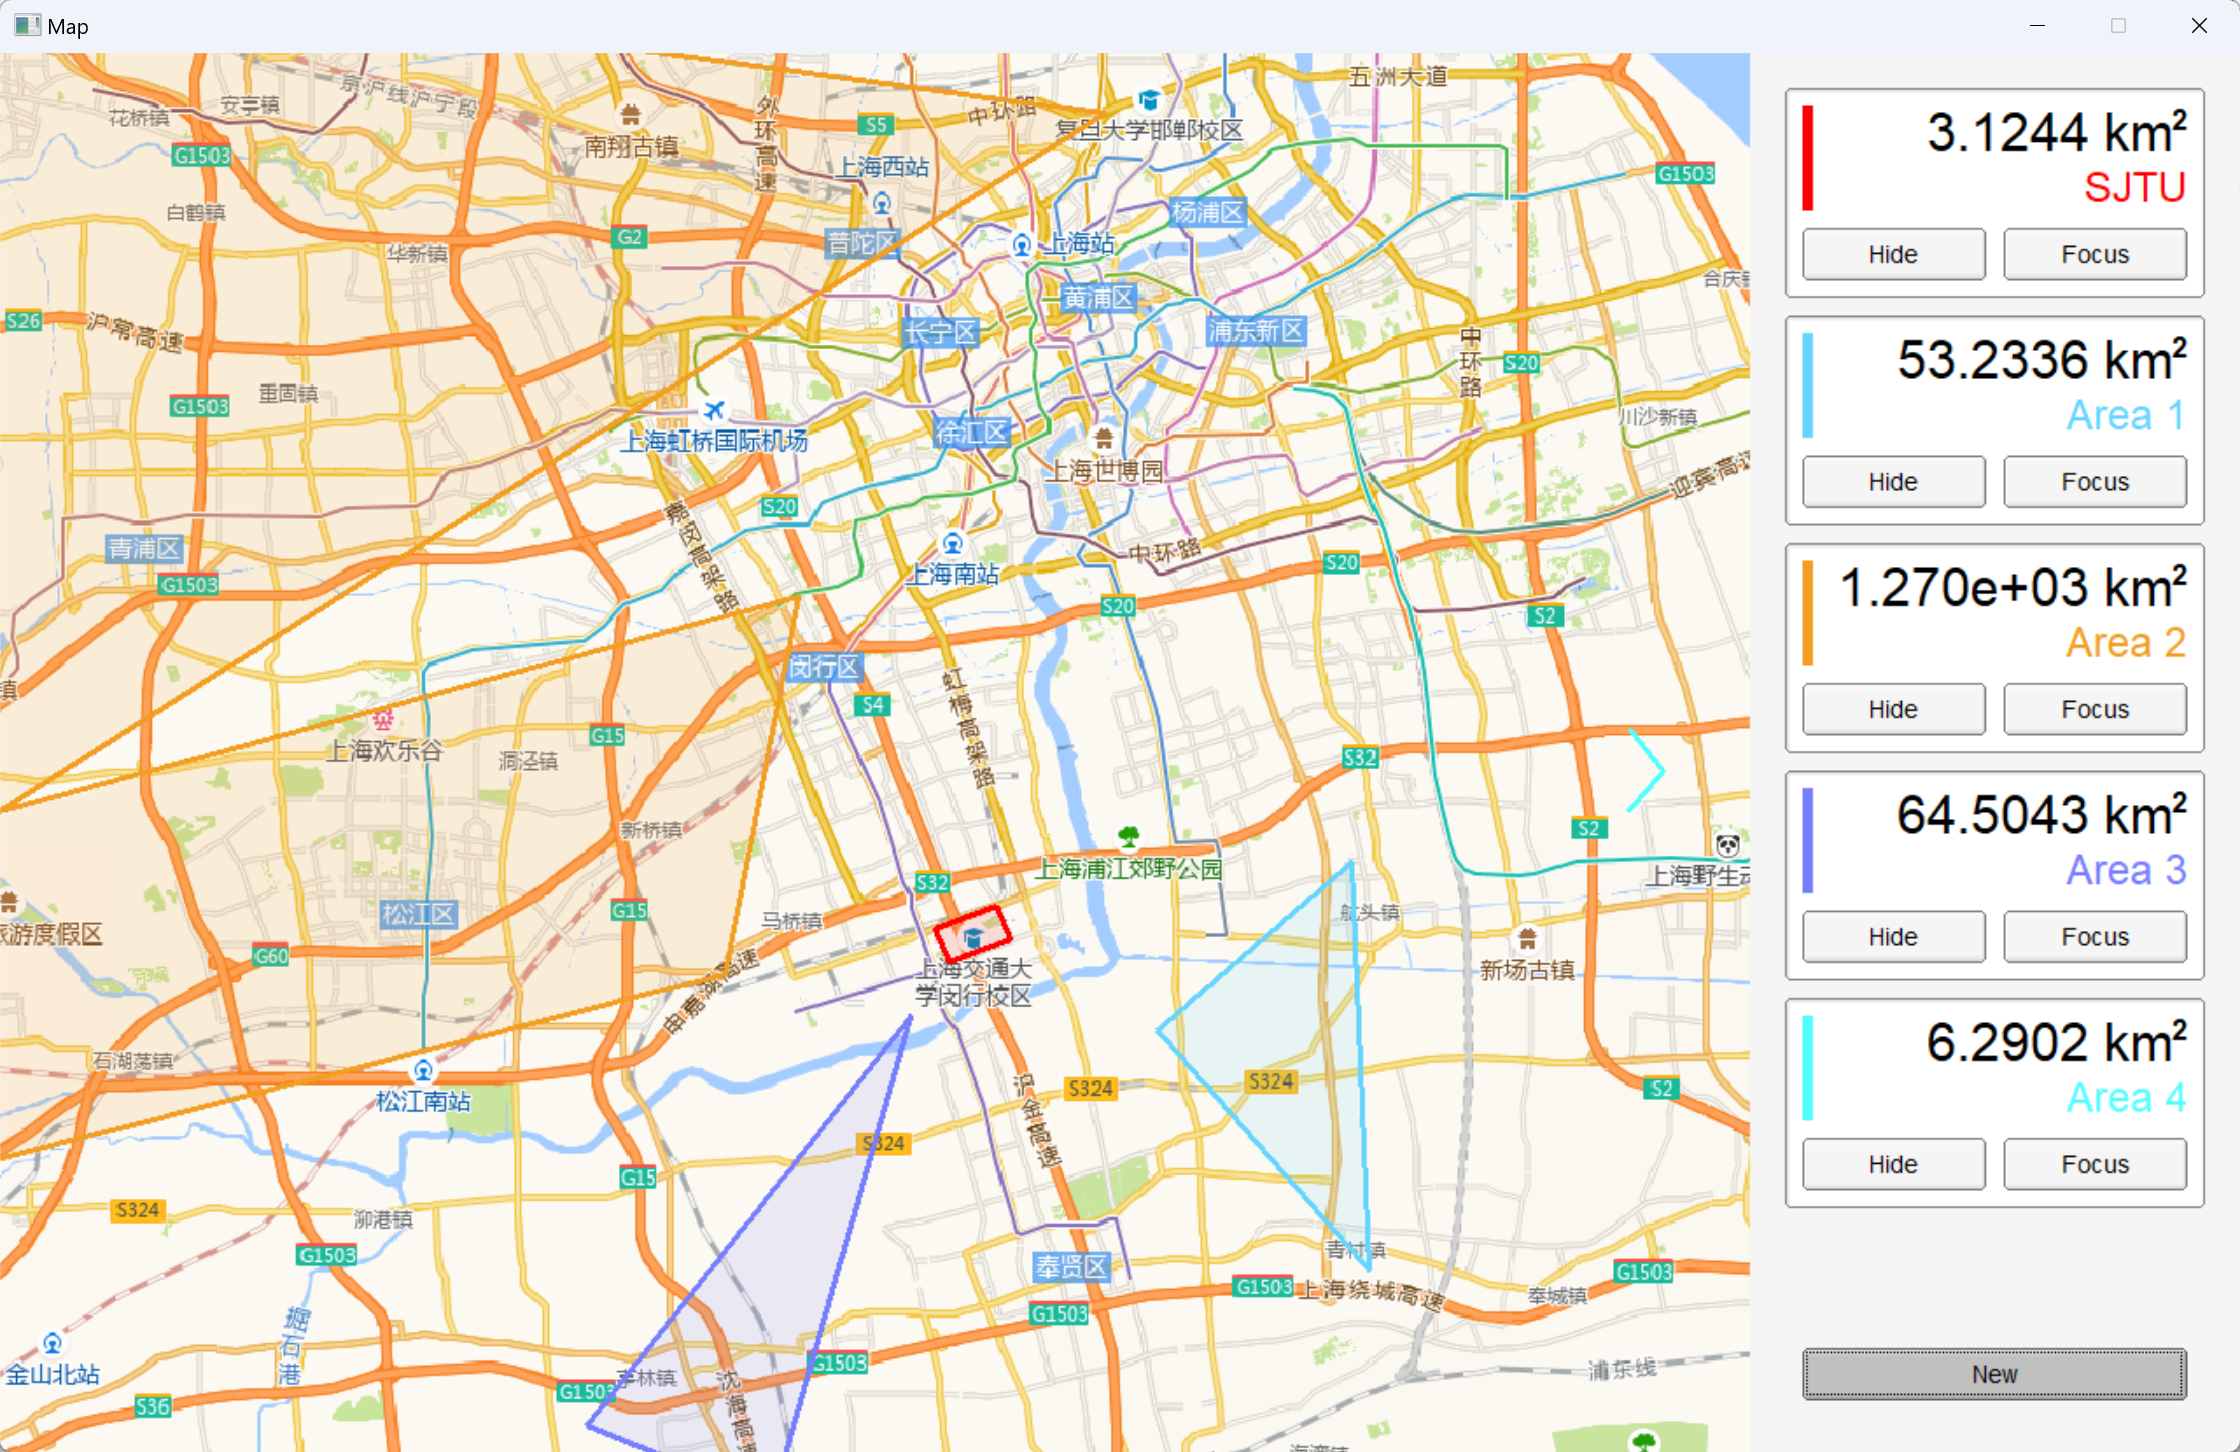 Map
五洲大道
京沪线沪宁段
花桥镇
安亭镇
外环高速
中环路
S5
南翔古镇
复旦大学邯郸校区
G1503
上海西站
G1503
白鹤镇
杨浦区
G2
普陀区
上海站
华新镇
合庆
黄浦区
S26
沪常高速
长宁区
浦东新区
中环路
S20
重固镇
G1503
上海虹桥国际机场
徐汇区
川沙新镇
上海世博园
迎宾高速
S20
嘉闵高架路
青浦区
中环路
S20
上海南站
G1503
S20
S2
闵行区
镇
虹梅高架路
S4
上海欢乐谷
G15
洞泾镇
S32
新桥镇
S2
上海浦江郊野公园
上海野生动
S32
松江区
G15
马桥镇
航头镇
旅游度假区
G60
新场古镇
上海交通大
学闵行校区
申嘉湖高速
石湖荡镇
松江南站
S324
S324
S2
沪金高速
S324
G15
S324
泖港镇
G1503
奉贤区
青村镇
G1503
G1503
上海绕城高速
奉城镇
G1503
掘石港
金山北站
G1503
亭林镇
G1503
浦东线
S36
沈海高速
海湾镇
3.1244 km²
SJTU
Hide
Focus
53.2336 km²
Area 1
Hide
Focus
1.270e+03 km²
Area 2
Hide
Focus
64.5043 km²
Area 3
Hide
Focus
6.2902 km²
Area 4
Hide
Focus
New